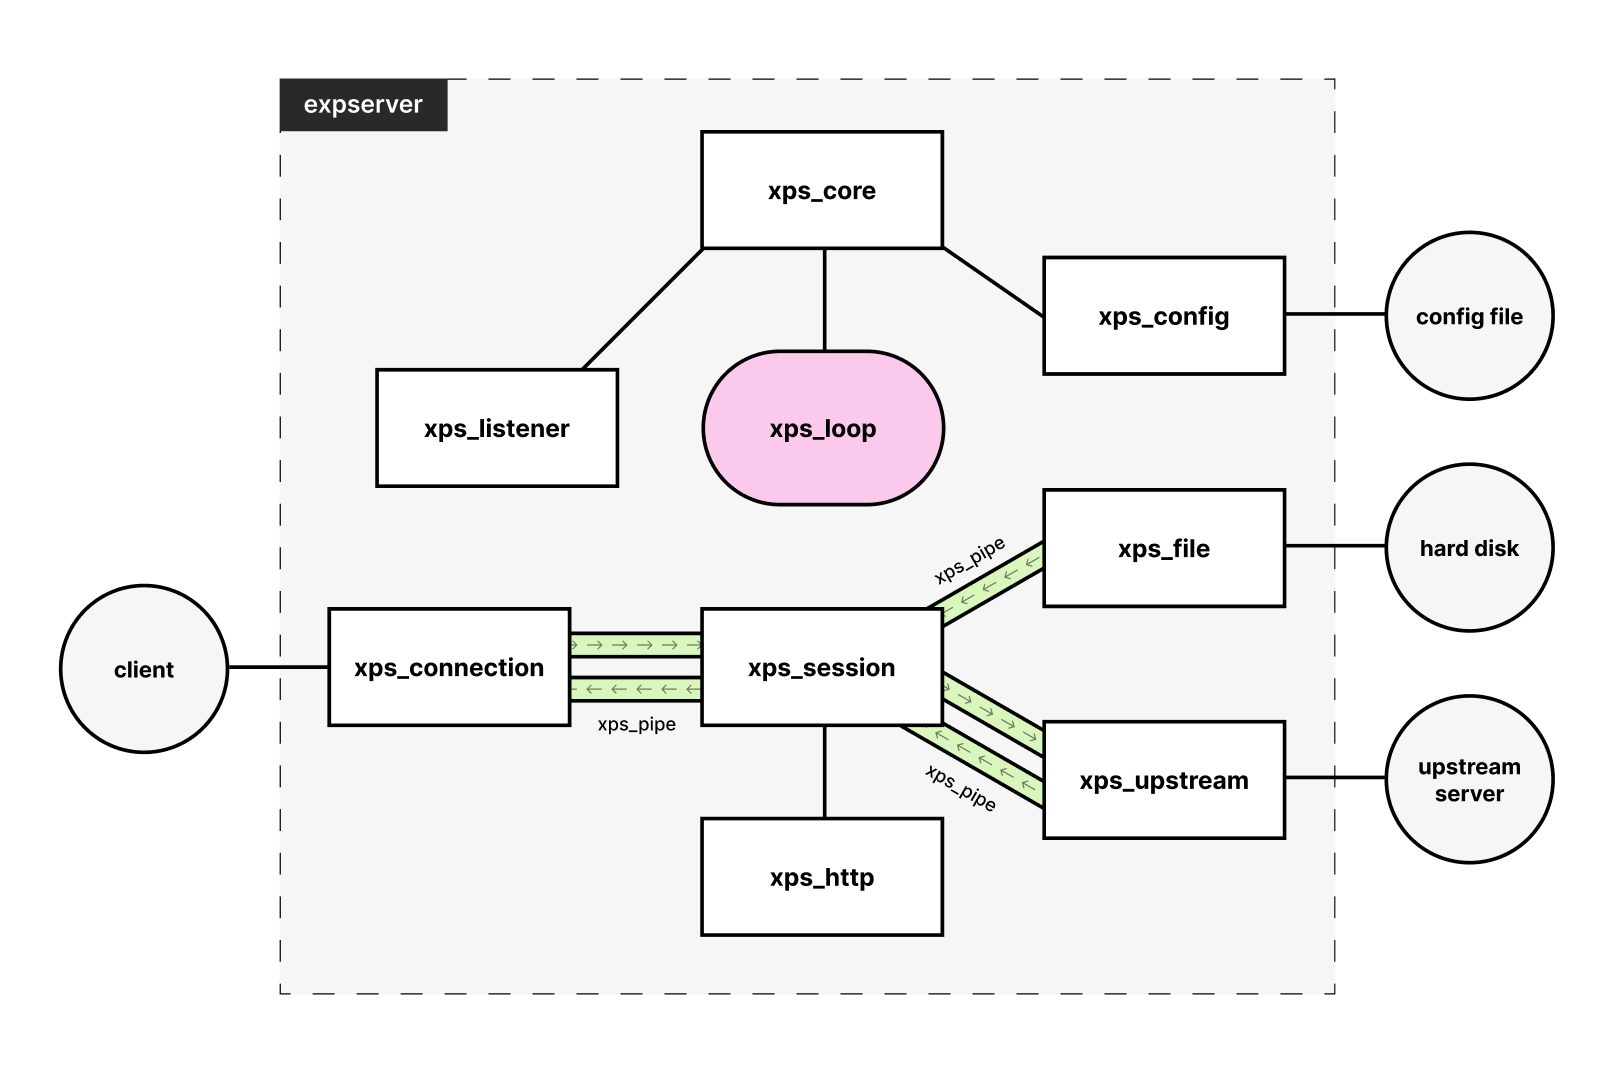 expserver
xps_core
xps_config
config file
xps_listener
xps_loop
xps_pipe
xps_file
hard disk
client
xps_connection
xps_pipe
xps_session
xps_pipe
xps_upstream
upstream
server
xps_http